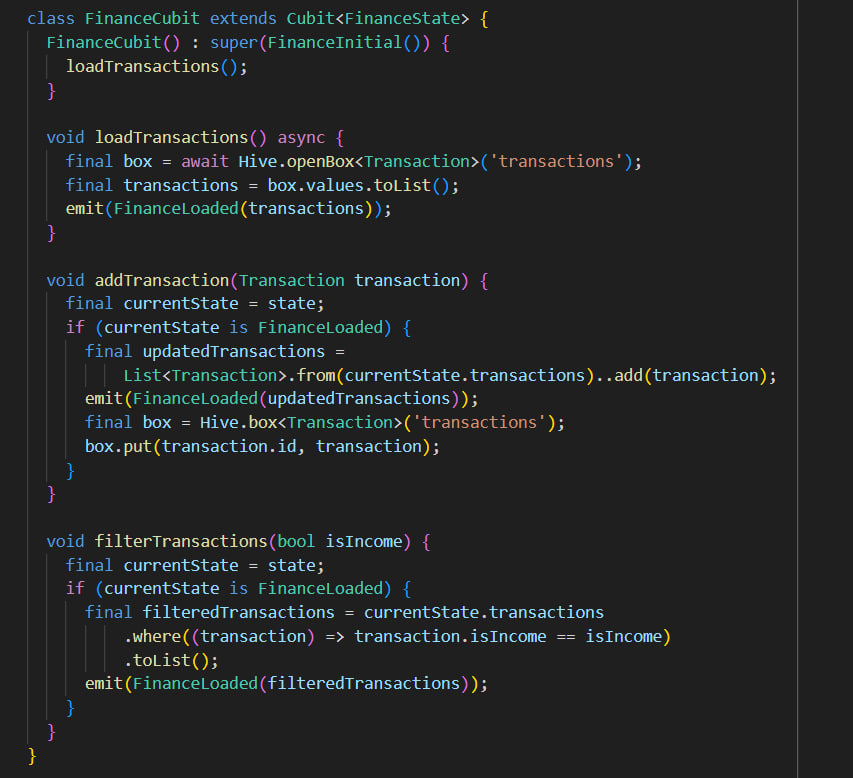 class FinanceCubit extends Cubit<FinanceState> {
  FinanceCubit() : super(FinanceInitial()) {
    loadTransactions();
  }

  void loadTransactions() async {
    final box = await Hive.openBox<Transaction>('transactions');
    final transactions = box.values.toList();
    emit(FinanceLoaded(transactions));
  }

  void addTransaction(Transaction transaction) {
    final currentState = state;
    if (currentState is FinanceLoaded) {
      final updatedTransactions =
          List<Transaction>.from(currentState.transactions)..add(transaction);
      emit(FinanceLoaded(updatedTransactions));
      final box = Hive.box<Transaction>('transactions');
      box.put(transaction.id, transaction);
    }
  }

  void filterTransactions(bool isIncome) {
    final currentState = state;
    if (currentState is FinanceLoaded) {
      final filteredTransactions = currentState.transactions
          .where((transaction) => transaction.isIncome == isIncome)
          .toList();
      emit(FinanceLoaded(filteredTransactions));
    }
  }
}